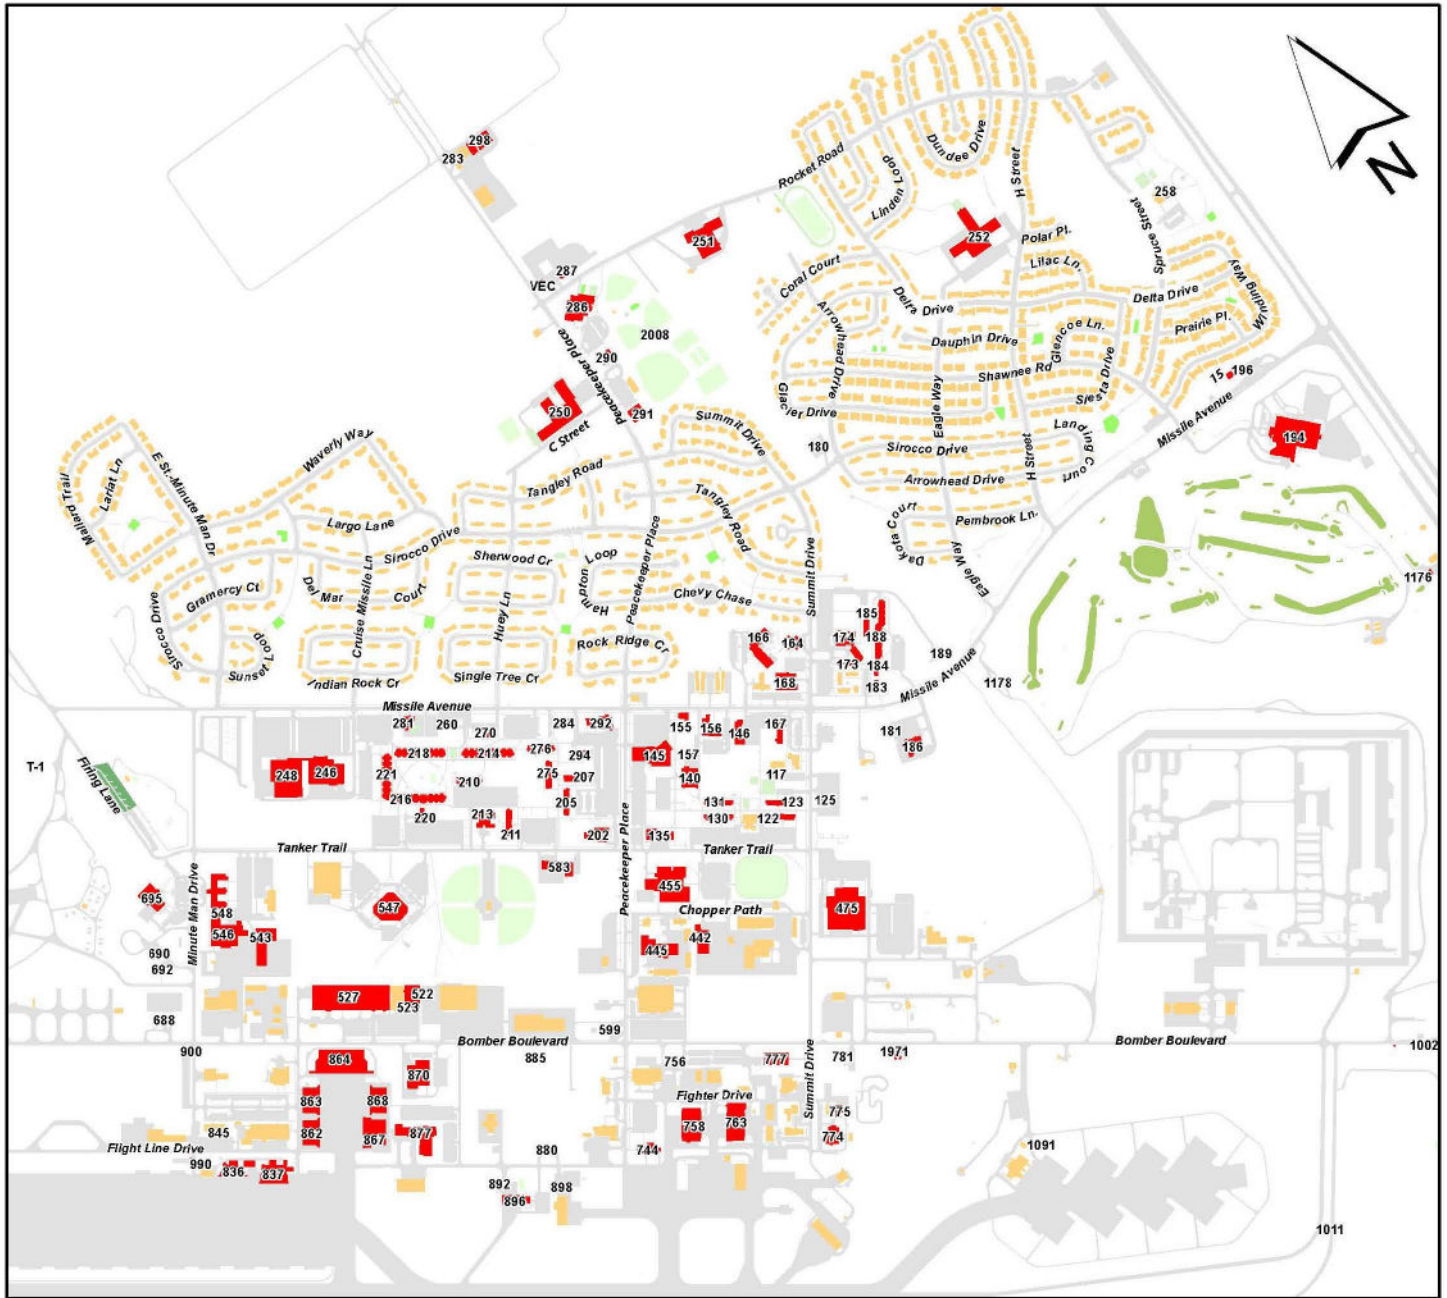 N
298
283
Rocket Road
Dundee Drive
Linden Loop
H Street
258
251
252
Polar Pl.
Lilac Ln.
Spruce Street
Winding Way
287
VEC
286
Coral Court
Delta Drive
Delta Drive
2008
Arrowhead Drive
Dauphin Drive
Glencoe Ln.
Prairie Pl.
290
Peacekeeper Place
Shawnee Rd
Siesta Drive
15
196
250
291
C Street
Glacier Drive
Eagle Way
Missile Avenue
194
Summit Drive
180
Sirocco Drive
H Street
Landing Court
Waverly Way
E St.-Minute Man Dr
Lariat Ln
Mallard Trail
Tangley Road
Tangley Road
Arrowhead Drive
Largo Lane
Sirocco Drive
Peacekeeper Place
Dakota Court
Pembrook Ln.
Sherwood Cr
Hampton Loop
Summit Drive
Eagle Way
1176
Gramercy Ct
Del Mar Court
Cruise Missile Ln
Huey Ln
Chevy Chase
Sirocco Drive
Sunset Loop
Rock Ridge Cr
166
164
185
174
188
173
184
189
Indian Rock Cr
Single Tree Cr
168
183
Missile Avenue
1178
Missile Avenue
281
260
270
284
292
155
156
146
167
181
186
218
214
276
294
145
157
T-1
Firing Lane
248
246
221
210
275
207
140
117
216
205
131
123
125
220
213
211
202
135
130
122
Peacekeeper Place
Tanker Trail
Tanker Trail
583
455
695
548
547
Chopper Path
475
Minute Man Drive
546
543
445
442
690
692
527
522
523
688
599
900
Bomber Boulevard
Bomber Boulevard
864
885
756
777
781
1971
1002
870
Summit Drive
863
868
Fighter Drive
775
845
862
867
877
758
763
774
Flight Line Drive
990
836
837
880
744
1091
892
896
898
1011